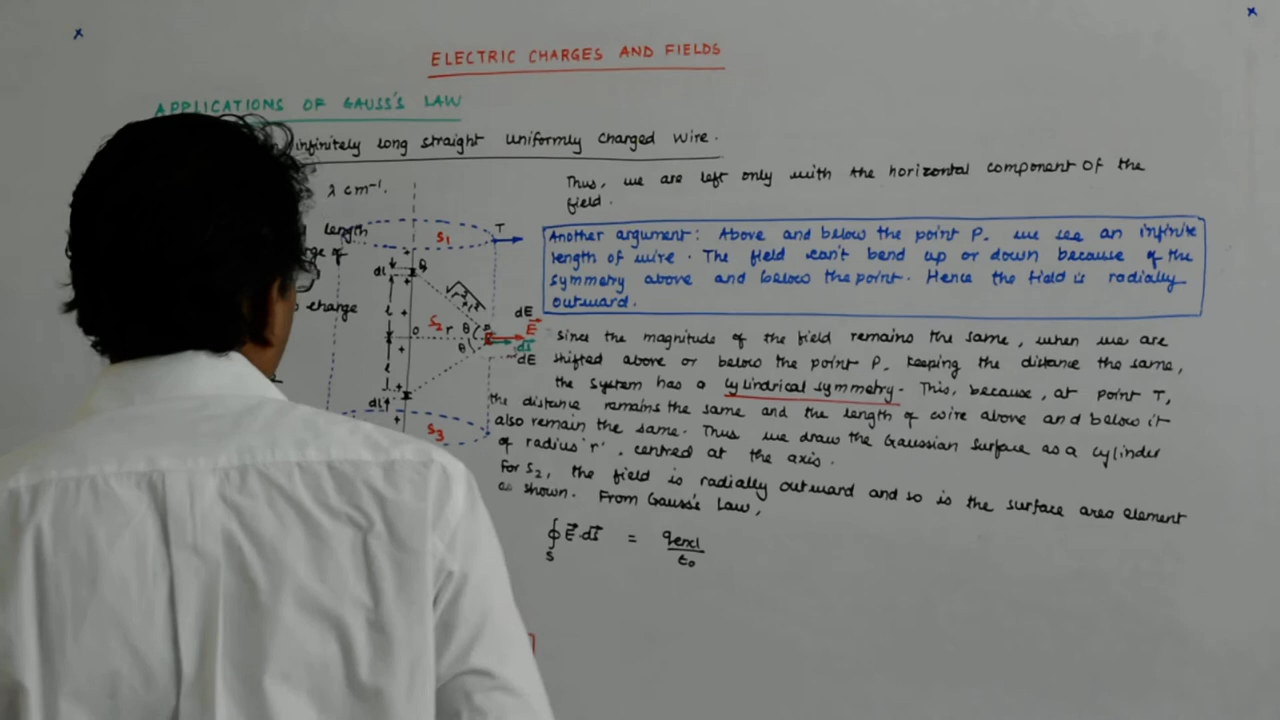 ELECTRIC CHARGES AND FIELDS
APPLICATIONS OF GAUSS'S LAW
infinitely long straight uniformly charged wire.
λ cm⁻¹.
length
charge
S1
T
dl
S2
r
θ
O
θ
dl
S3
dE
E
dS
dE
Thus, we are left only with the horizontal component of the
field.
Another argument: Above and below the point P, we see an infinite
length of wire. The field can't bend up or down because of the
symmetry above and below the point. Hence the field is radially
outward.
Since the magnitude of the field remains the same, when we are
shifted above or below the point P, keeping the distance the same,
the system has a cylindrical symmetry. This, because, at point T,
the distance remains the same and the length of wire above and below it
also remain the same. Thus we draw the Gaussian surface as a cylinder
of radius 'r', centred at the axis.
For S2, the field is radially outward and so is the surface area element
as shown. From Gauss's Law,
∮S E⃗.dS⃗ = qencl/ε0